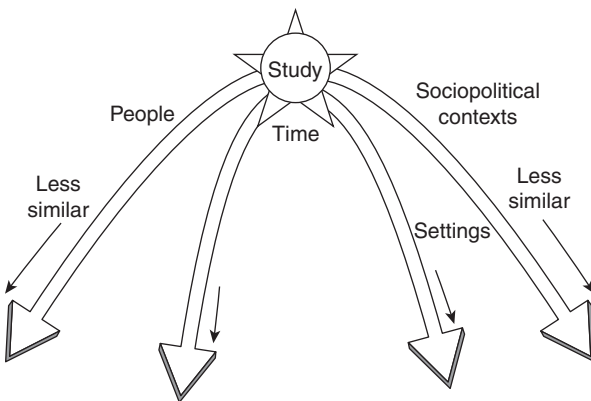 Study
People
Sociopolitical
contexts
Time
Less
similar
Less
similar
Settings